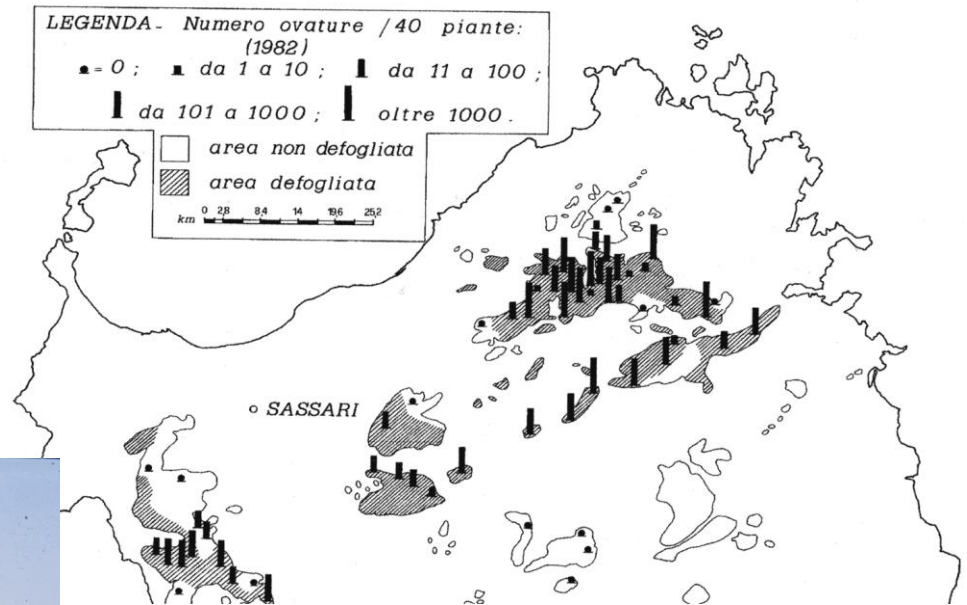 LEGENDA- Numero ovature /40 piante:
(1982)
= 0 ; da 1 a 10 ; da 11 a 100 ;
da 101 a 1000 ; oltre 1000 .
area non defogliata
area defogliata
km 0 2,8 8,4 14 19,6 25,2
SASSARI